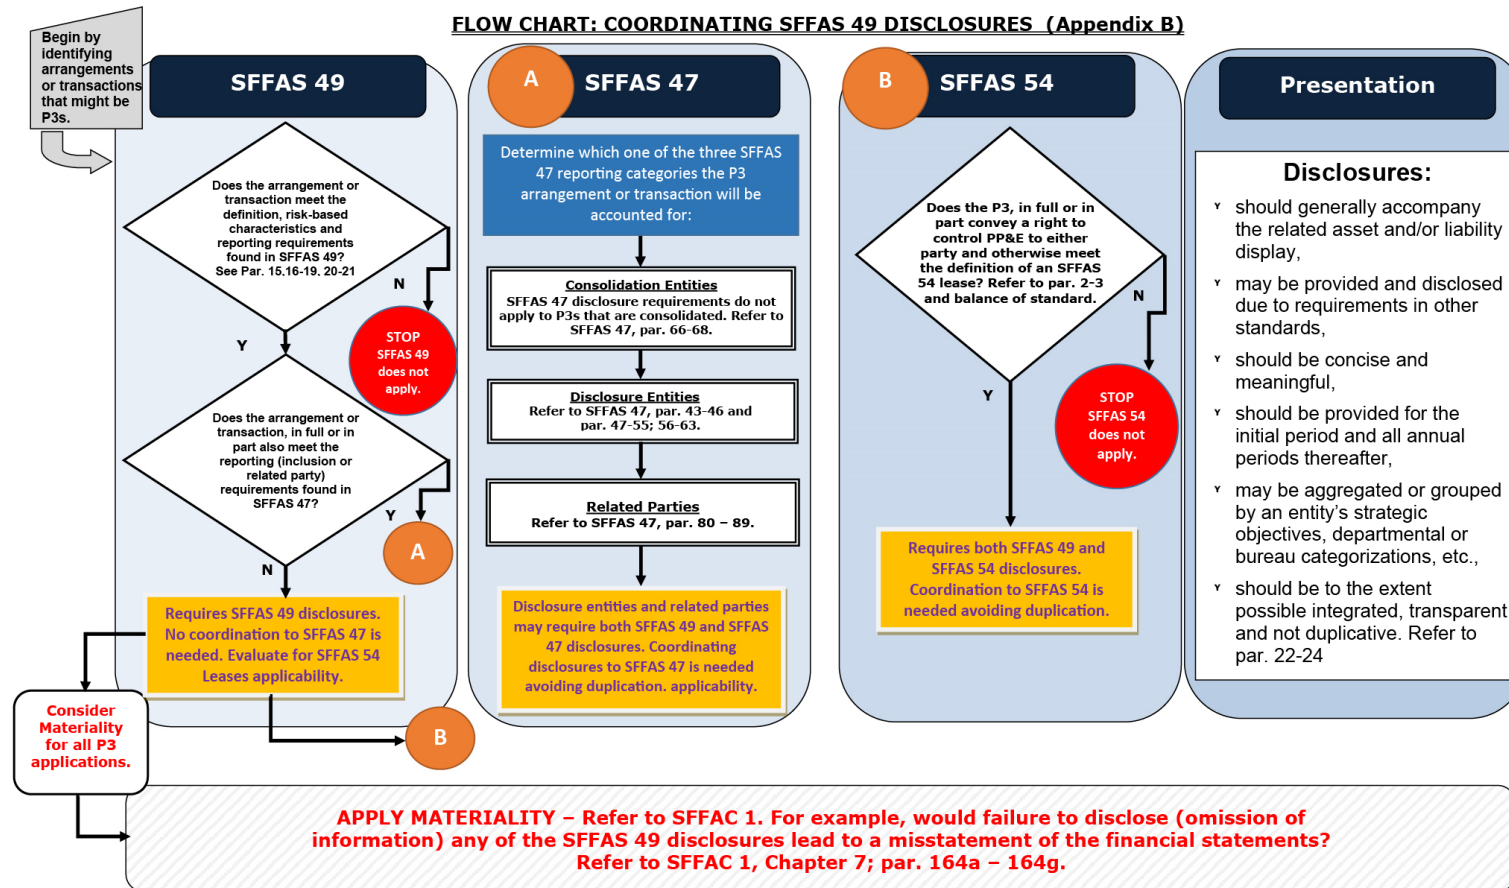 FLOW CHART: COORDINATING SFFAS 49 DISCLOSURES (Appendix B)
Begin by
identifying
arrangements
or transactions
that might be
P3s.
SFFAS 49
Does the arrangement or
transaction meet the
definition, risk-based
characteristics and
reporting requirements
found in SFFAS 49?
See Par. 15.16-19. 20-21
N
STOP
SFFAS 49
does not
apply.
Y
Does the arrangement or
transaction, in full or in
part also meet the
reporting (inclusion or
related party)
requirements found in
SFFAS 47?
Y
A
N
Requires SFFAS 49 disclosures.
No coordination to SFFAS 47 is
needed. Evaluate for SFFAS 54
Leases applicability.
B
Consider
Materiality
for all P3
applications.
A
SFFAS 47
Determine which one of the three SFFAS
47 reporting categories the P3
arrangement or transaction will be
accounted for:
Consolidation Entities
SFFAS 47 disclosure requirements do not
apply to P3s that are consolidated. Refer to
SFFAS 47, par. 66-68.
Disclosure Entities
Refer to SFFAS 47, par. 43-46 and
par. 47-55; 56-63.
Related Parties
Refer to SFFAS 47, par. 80 – 89.
Disclosure entities and related parties
may require both SFFAS 49 and SFFAS
47 disclosures. Coordinating
disclosures to SFFAS 47 is needed
avoiding duplication. applicability.
B
SFFAS 54
Does the P3, in full or in
part convey a right to
control PP&E to either
party and otherwise meet
the definition of an SFFAS
54 lease? Refer to par. 2-3
and balance of standard.
N
STOP
SFFAS 54
does not
apply.
Y
Requires both SFFAS 49 and
SFFAS 54 disclosures.
Coordination to SFFAS 54 is
needed avoiding duplication.
Presentation
Disclosures:
Y should generally accompany
the related asset and/or liability
display,
Y may be provided and disclosed
due to requirements in other
standards,
Y should be concise and
meaningful,
Y should be provided for the
initial period and all annual
periods thereafter,
Y may be aggregated or grouped
by an entity's strategic
objectives, departmental or
bureau categorizations, etc.,
Y should be to the extent
possible integrated, transparent
and not duplicative. Refer to
par. 22-24
APPLY MATERIALITY – Refer to SFFAC 1. For example, would failure to disclose (omission of
information) any of the SFFAS 49 disclosures lead to a misstatement of the financial statements?
Refer to SFFAC 1, Chapter 7; par. 164a – 164g.